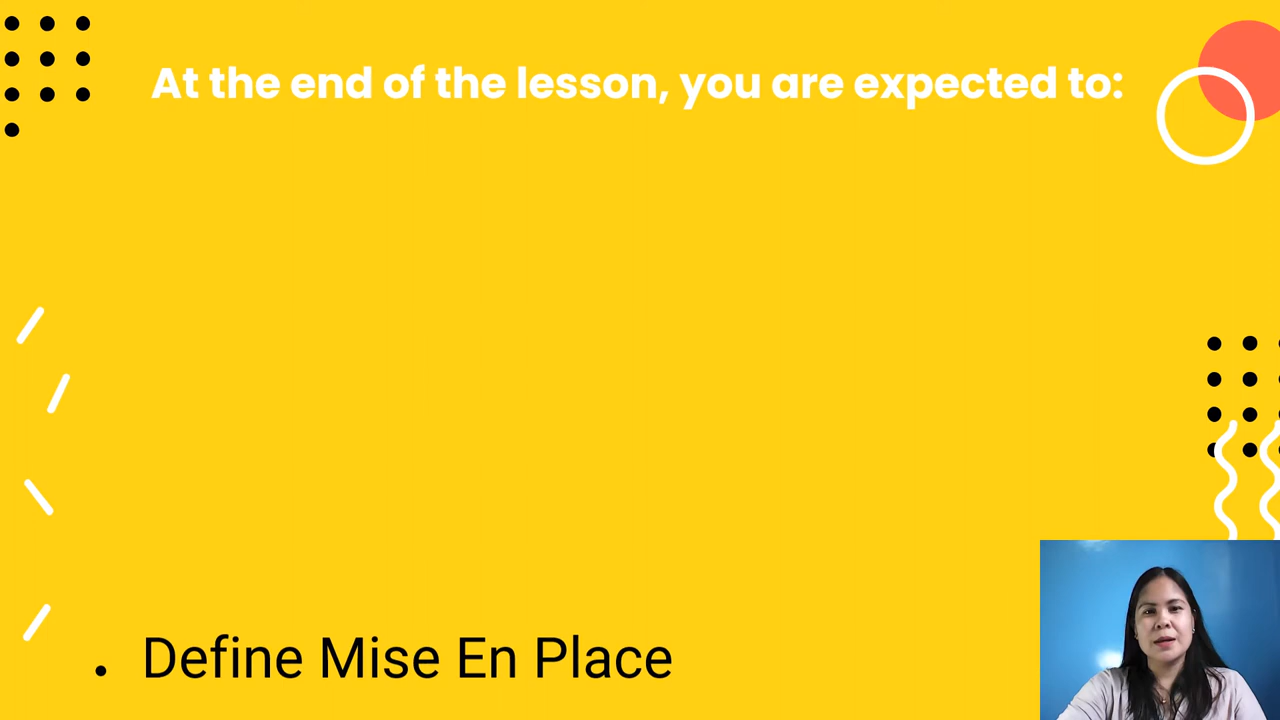 At the end of the lesson, you are expected to:
• Define Mise En Place